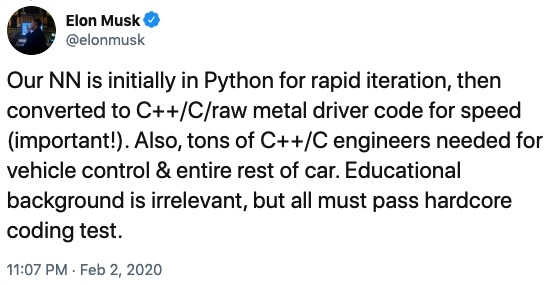 Elon Musk
@elonmusk
Our NN is initially in Python for rapid iteration, then
converted to C++/C/raw metal driver code for speed
(important!). Also, tons of C++/C engineers needed for
vehicle control & entire rest of car. Educational
background is irrelevant, but all must pass hardcore
coding test.
11:07 PM · Feb 2, 2020